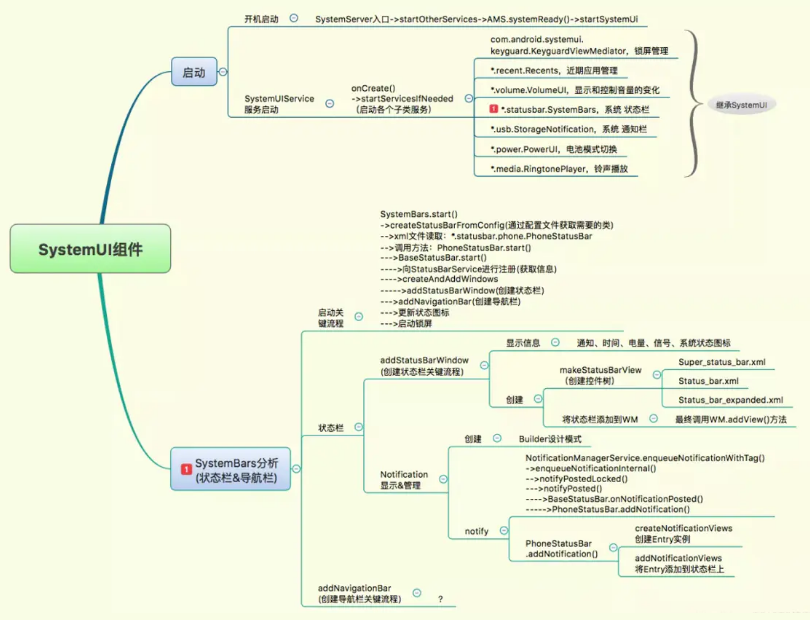 SystemUI组件
启动
开机启动
SystemServer入口->startOtherServices->AMS.systemReady()->startSystemUi
SystemUIService
服务启动
onCreate()
->startServicesIfNeeded
(启动各个子类服务)
com.android.systemui.
keyguard.KeyguardViewMediator，锁屏管理
*.recent.Recents，近期应用管理
*.volume.VolumeUI，显示和控制音量的变化
1 *.statusbar.SystemBars，系统 状态栏
*.usb.StorageNotification，系统 通知栏
*.power.PowerUI，电池模式切换
*.media.RingtonePlayer，铃声播放
继承SystemUI
1 SystemBars分析
(状态栏&导航栏)
启动关
键流程
SystemBars.start()
->createStatusBarFromConfig(通过配置文件获取需要的类)
-->xml文件读取：*.statusbar.phone.PhoneStatusBar
-->调用方法：PhoneStatusBar.start()
--->BaseStatusBar.start()
---->向StatusBarService进行注册(获取信息)
---->createAndAddWindows
----->addStatusBarWindow(创建状态栏)
--->addNavigationBar(创建导航栏)
--->更新状态图标
--->启动锁屏
状态栏
addStatusBarWindow
(创建状态栏关键流程)
显示信息
通知、时间、电量、信号、系统状态图标
创建
makeStatusBarView
(创建控件树)
Super_status_bar.xml
Status_bar.xml
Status_bar_expanded.xml
将状态栏添加到WM
最终调用WM.addView()方法
Notification
显示&管理
创建
Builder设计模式
notify
NotificationManagerService.enqueueNotificationWithTag()
->enqueueNotificationInternal()
-->notifyPostedLocked()
--->notifyPosted()
---->BaseStatusBar.onNotificationPosted()
----->PhoneStatusBar.addNotification()
PhoneStatusBar
.addNotification()
createNotificationViews
创建Entry实例
addNotificationViews
将Entry添加到状态栏上
addNavigationBar
(创建导航栏关键流程)
？